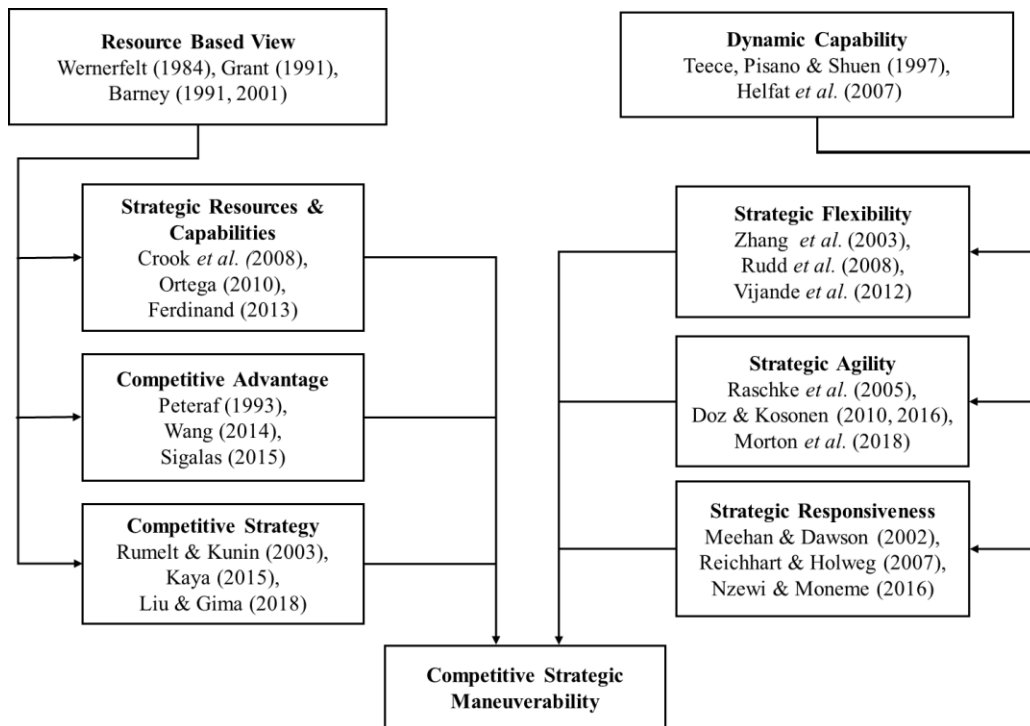 Resource Based View
Wernerfelt (1984), Grant (1991),
Barney (1991, 2001)
Dynamic Capability
Teece, Pisano & Shuen (1997),
Helfat et al. (2007)
Strategic Resources &
Capabilities
Crook et al. (2008),
Ortega (2010),
Ferdinand (2013)
Strategic Flexibility
Zhang et al. (2003),
Rudd et al. (2008),
Vijande et al. (2012)
Competitive Advantage
Peteraf (1993),
Wang (2014),
Sigalas (2015)
Strategic Agility
Raschke et al. (2005),
Doz & Kosonen (2010, 2016),
Morton et al. (2018)
Competitive Strategy
Rumelt & Kunin (2003),
Kaya (2015),
Liu & Gima (2018)
Strategic Responsiveness
Meehan & Dawson (2002),
Reichhart & Holweg (2007),
Nzewi & Moneme (2016)
Competitive Strategic
Maneuverability